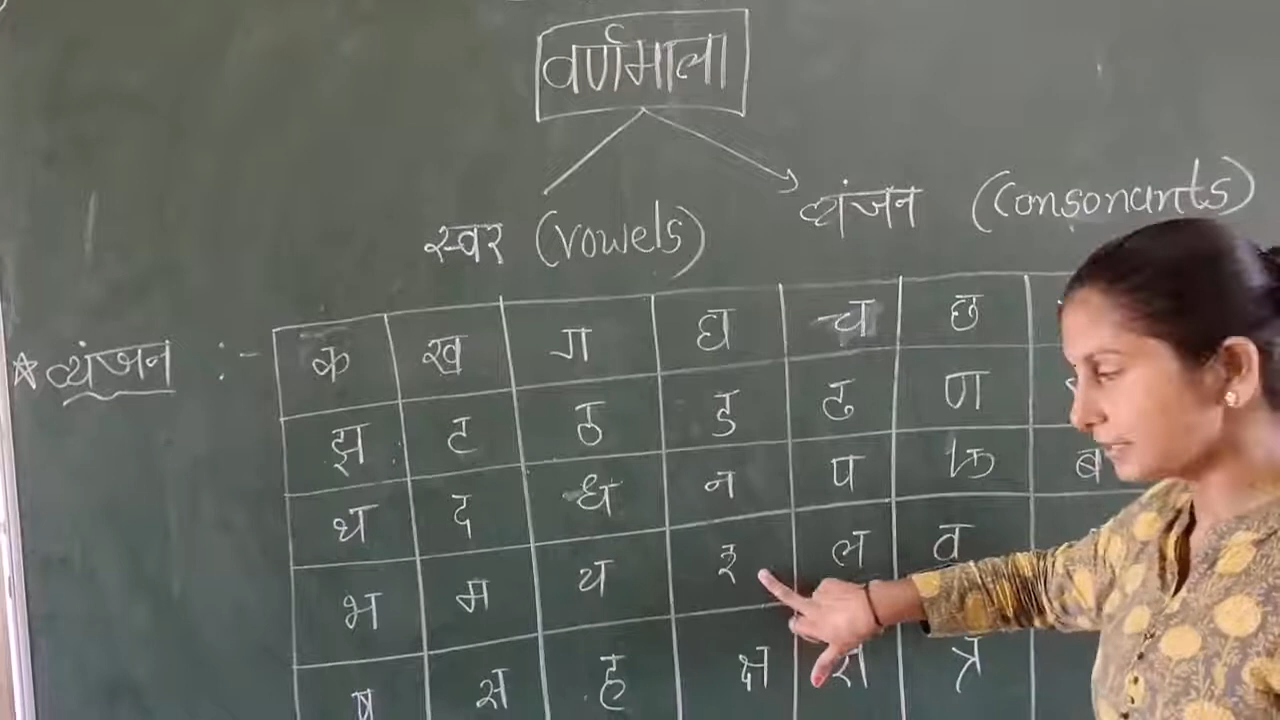 वर्णमाला
स्वर (vowels)
व्यंजन (consonants)
* व्यंजन :-
क ख ग घ च छ
झ ट ठ ड ढ ण
थ द ध न प फ ब
भ म य र ल व
ष स ह क्ष त्र